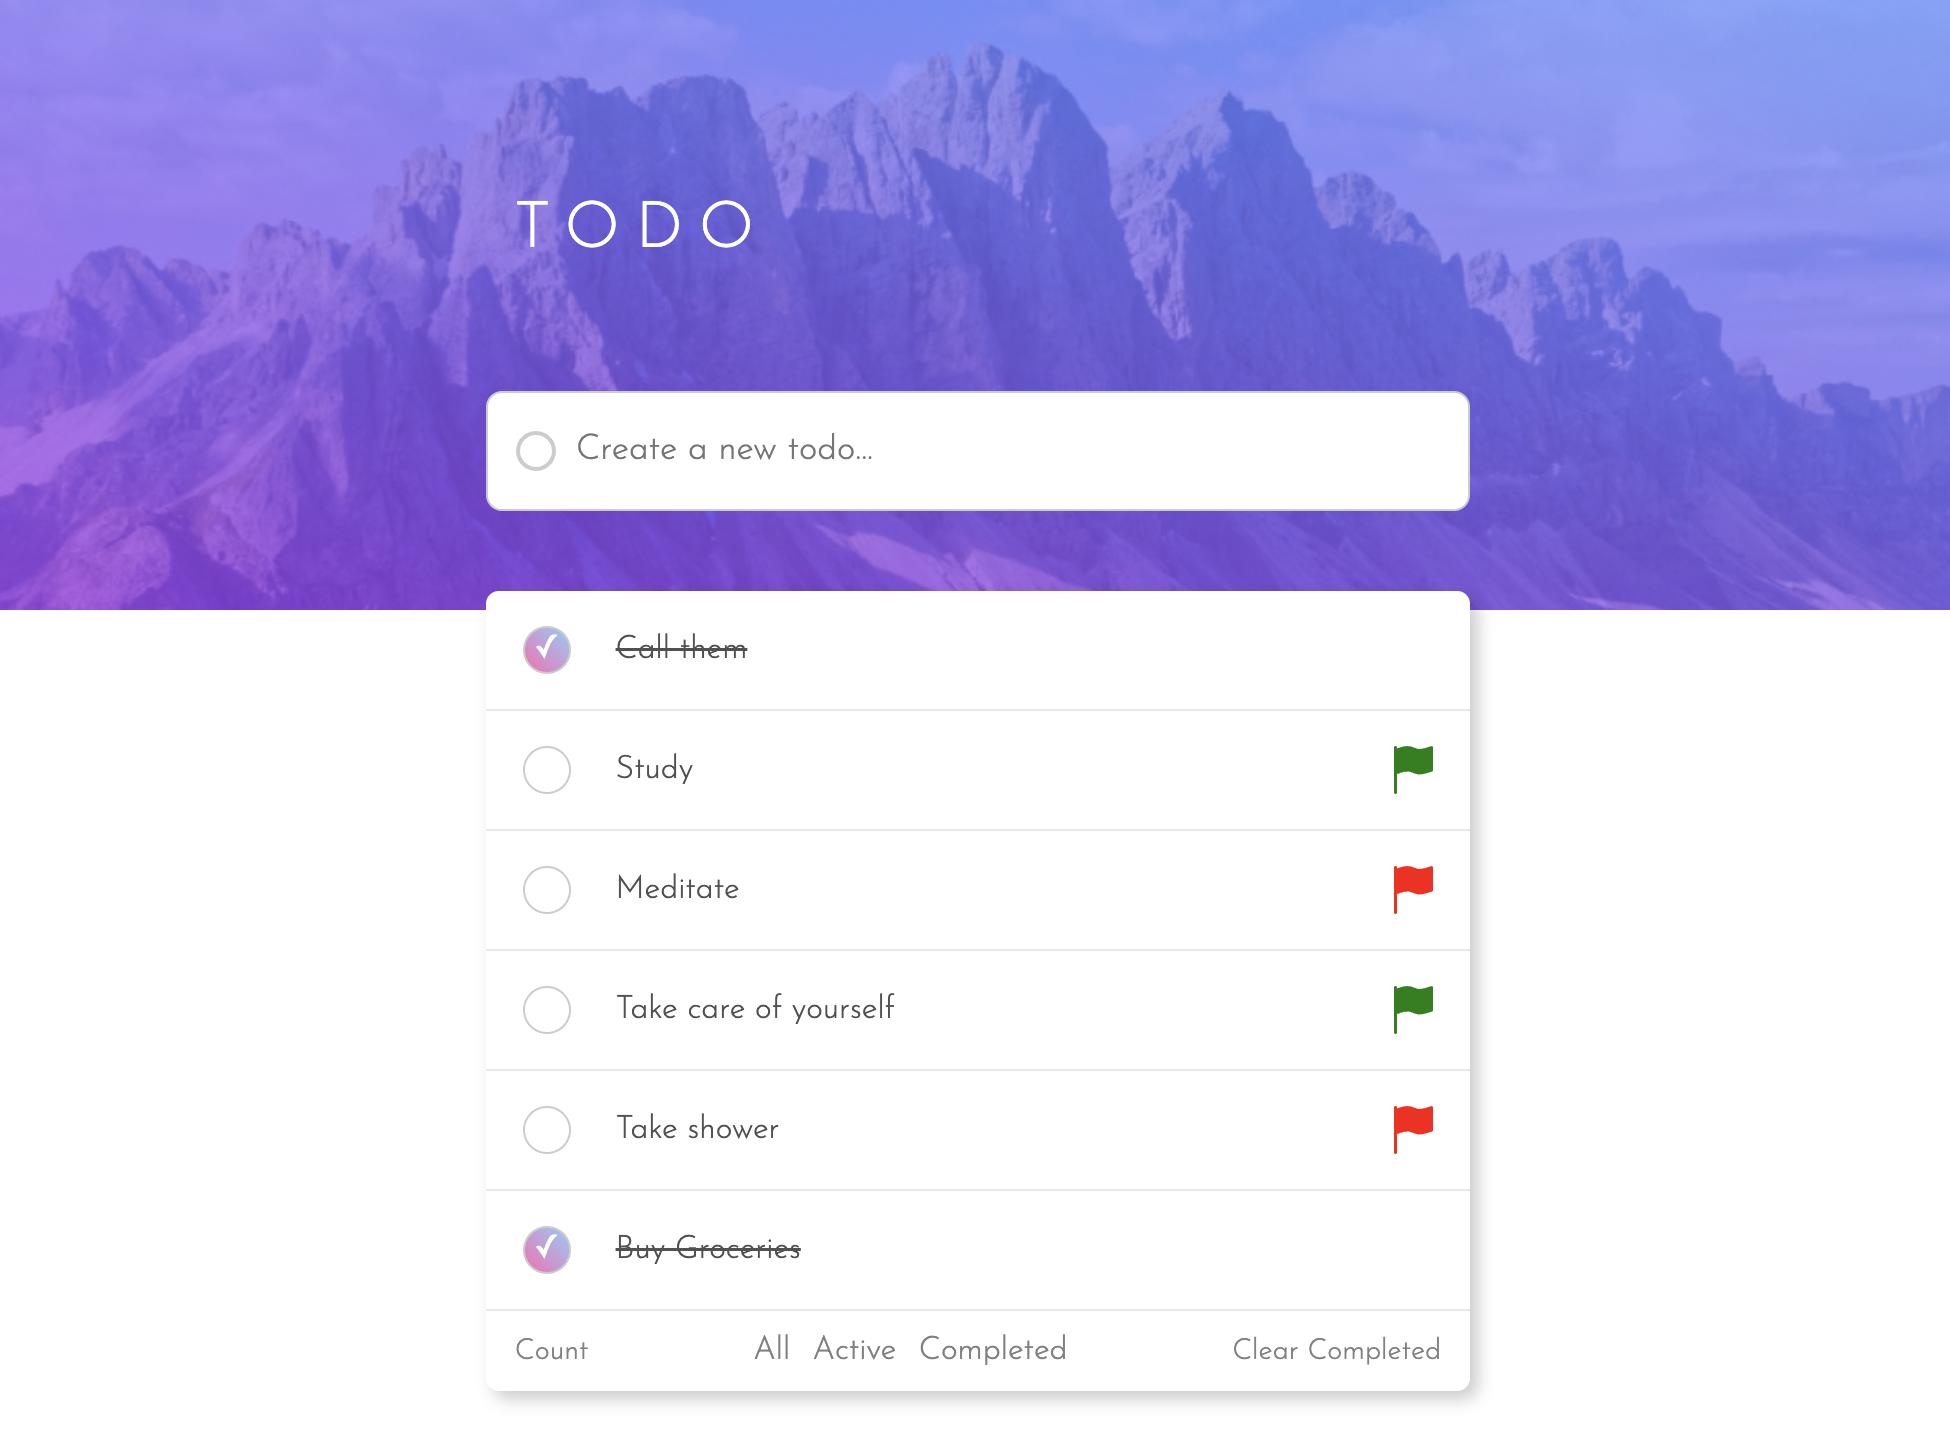 TODO
Create a new todo...
Call them
Study
Meditate
Take care of yourself
Take shower
Buy Groceries
Count All Active Completed Clear Completed